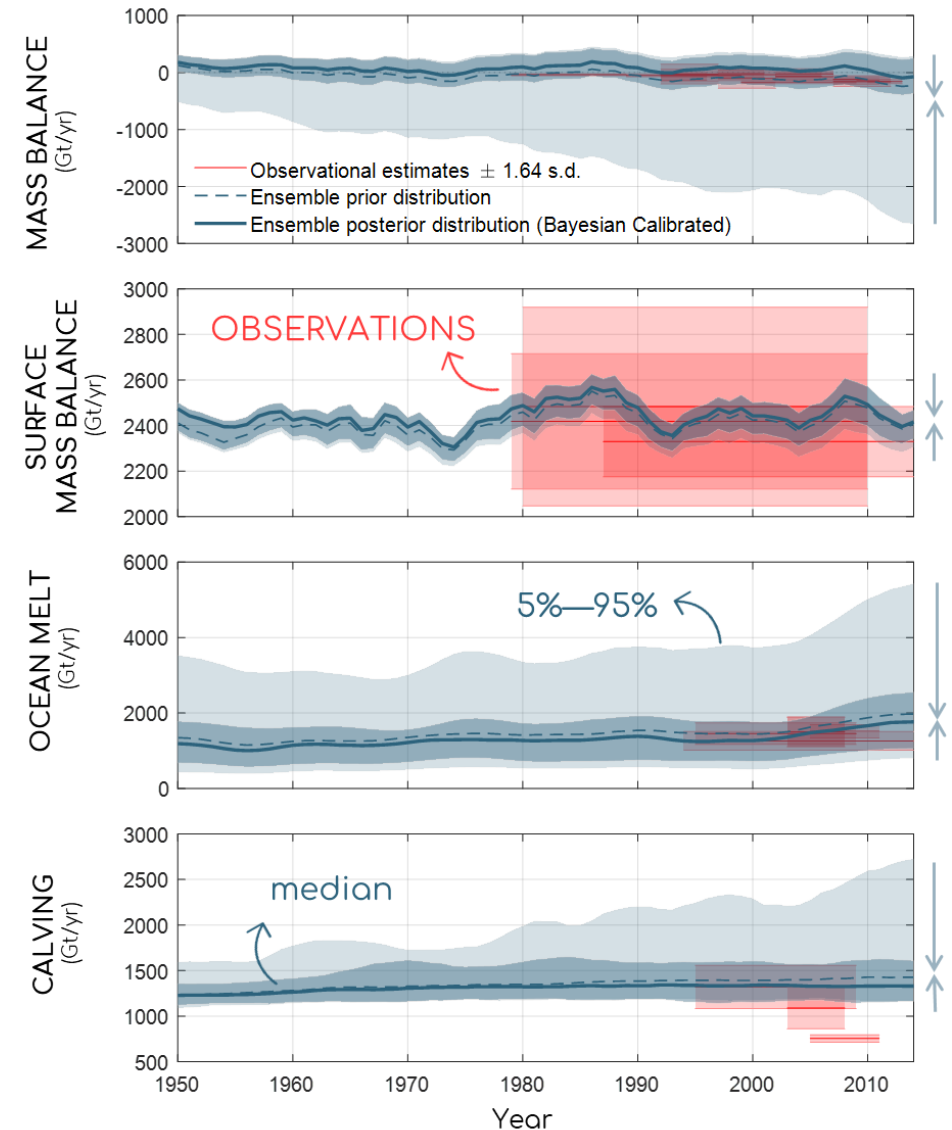 MASS BALANCE
(Gt/yr)
1000
0
-1000
-2000
-3000
Observational estimates ± 1.64 s.d.
Ensemble prior distribution
Ensemble posterior distribution (Bayesian Calibrated)
SURFACE
MASS BALANCE
(Gt/yr)
3000
2800
2600
2400
2200
2000
OBSERVATIONS
OCEAN MELT
(Gt/yr)
6000
4000
2000
0
5%—95%
CALVING
(Gt/yr)
3000
2500
2000
1500
1000
500
median
1950 1960 1970 1980 1990 2000 2010
Year